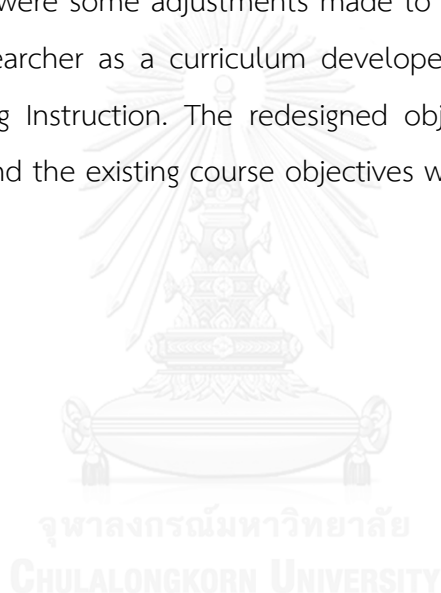 were some adjustments made to
earcher as a curriculum develope
g Instruction. The redesigned obj
nd the existing course objectives w
จุฬาลงกรณ์มหาวิทยาลัย
CHULALONGKORN UNIVERSITY